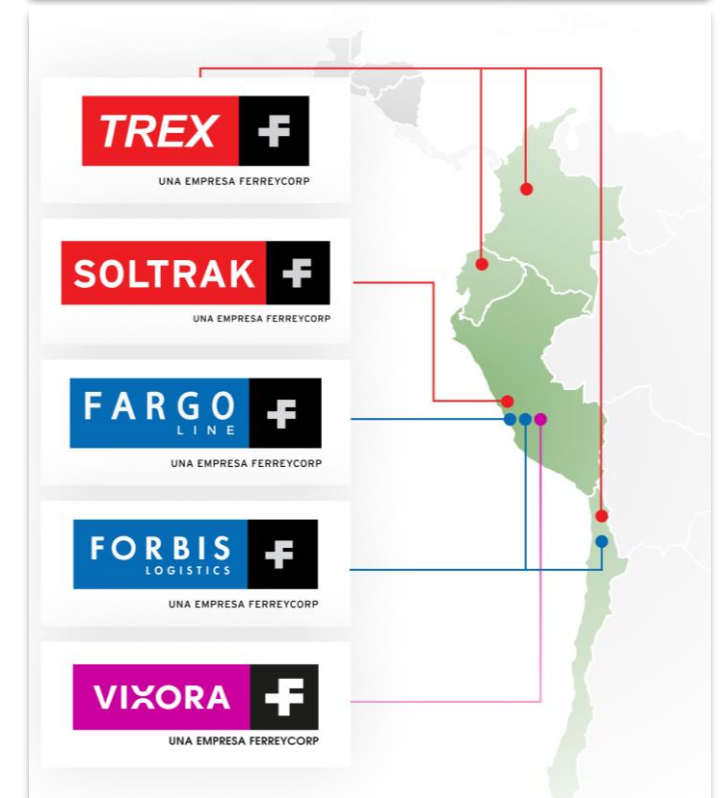 TREX
UNA EMPRESA FERREYCORP
SOLTRAK
UNA EMPRESA FERREYCORP
FARGO
LINE
UNA EMPRESA FERREYCORP
FORBIS
LOGISTICS
UNA EMPRESA FERREYCORP
VIXORA
UNA EMPRESA FERREYCORP